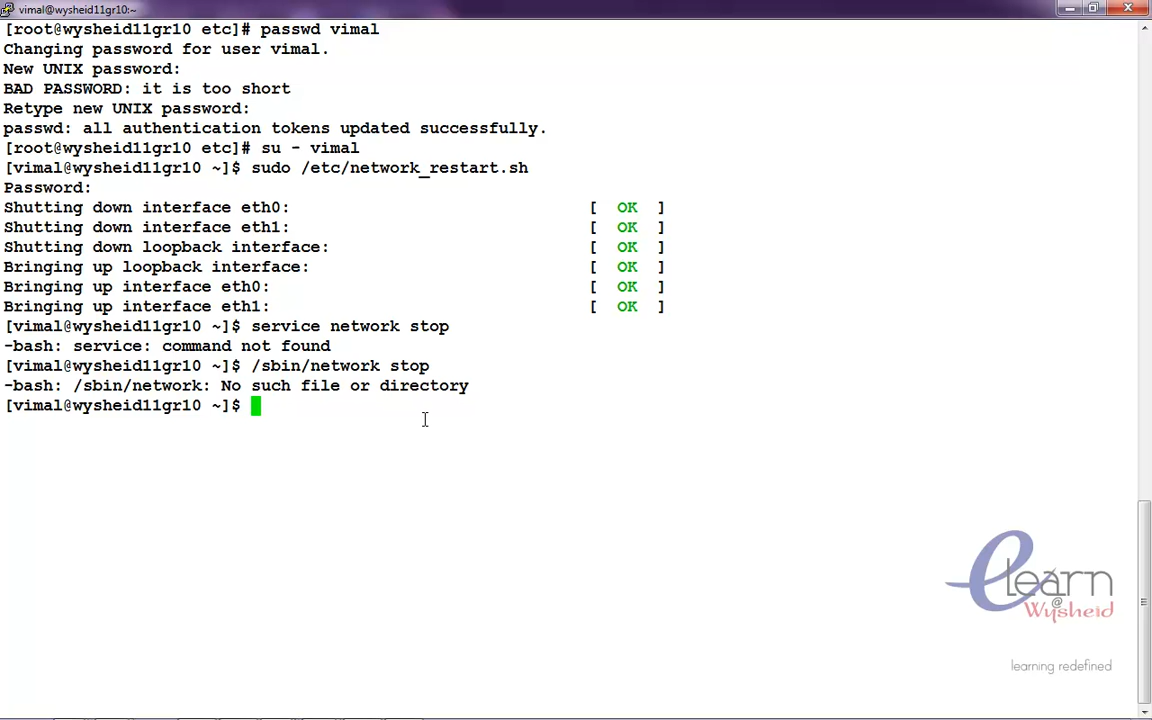 vimal@wysheid11gr10:~
[root@wysheid11gr10 etc]# passwd vimal
Changing password for user vimal.
New UNIX password:
BAD PASSWORD: it is too short
Retype new UNIX password:
passwd: all authentication tokens updated successfully.
[root@wysheid11gr10 etc]# su - vimal
[vimal@wysheid11gr10 ~]$ sudo /etc/network_restart.sh
Password:
Shutting down interface eth0: [ OK ]
Shutting down interface eth1: [ OK ]
Shutting down loopback interface: [ OK ]
Bringing up loopback interface: [ OK ]
Bringing up interface eth0: [ OK ]
Bringing up interface eth1: [ OK ]
[vimal@wysheid11gr10 ~]$ service network stop
-bash: service: command not found
[vimal@wysheid11gr10 ~]$ /sbin/network stop
-bash: /sbin/network: No such file or directory
[vimal@wysheid11gr10 ~]$
eLearn
@
Wysheid
learning redefined